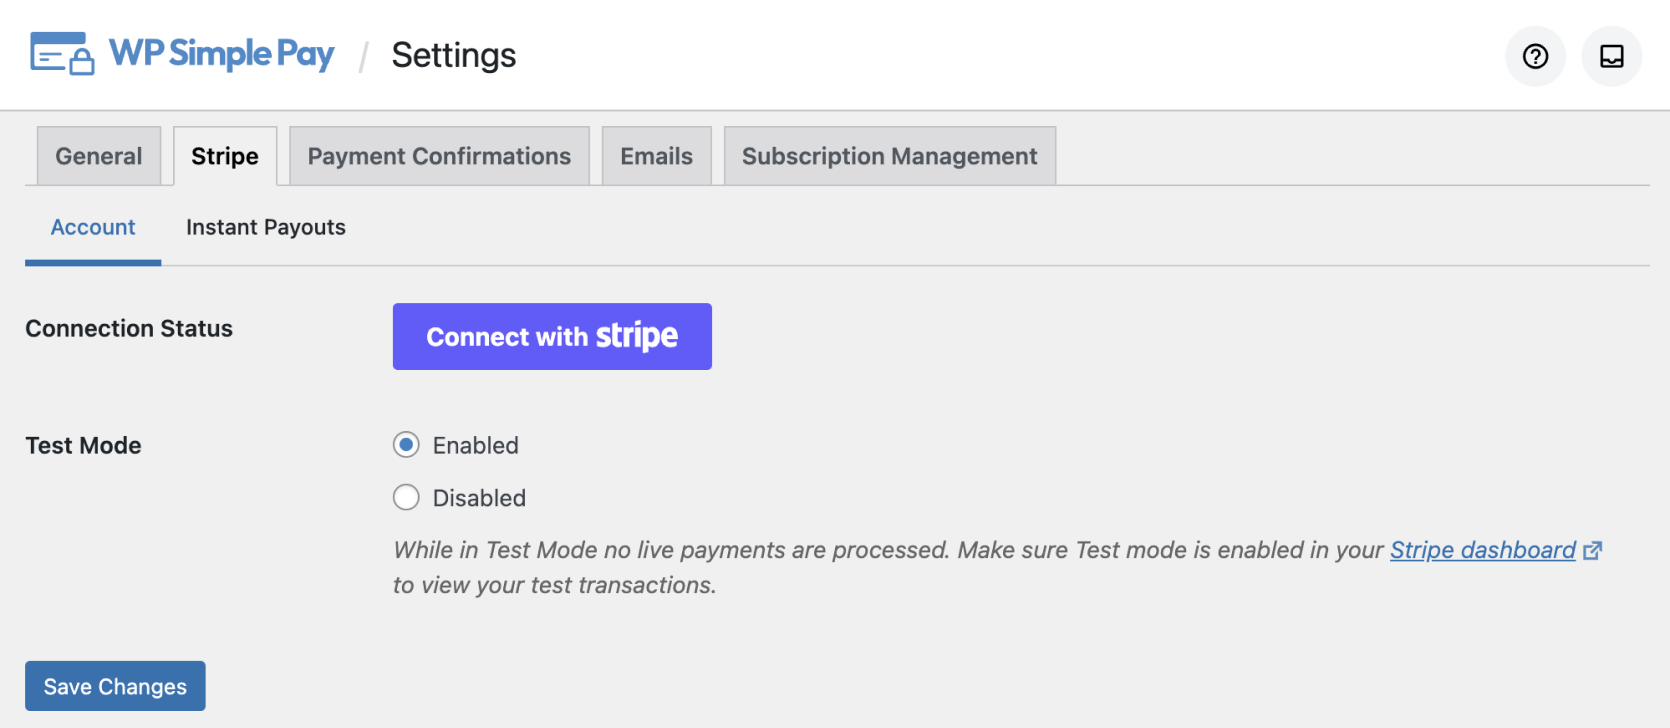 WP Simple Pay / Settings
General Stripe Payment Confirmations Emails Subscription Management
Account Instant Payouts
Connection Status Connect with stripe
Test Mode Enabled
Disabled
While in Test Mode no live payments are processed. Make sure Test mode is enabled in your Stripe dashboard
to view your test transactions.
Save Changes